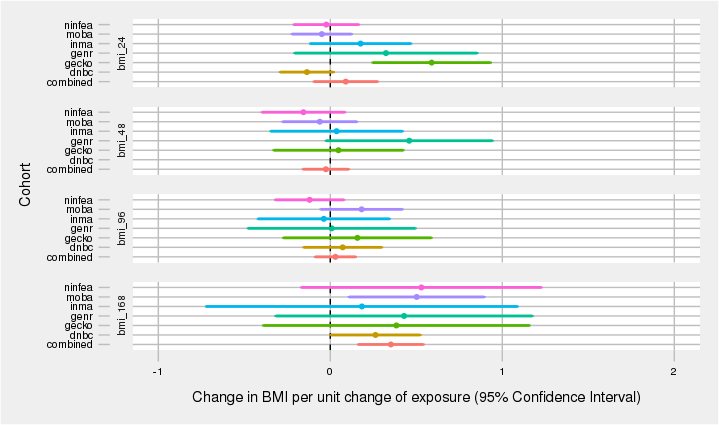 Cohort
ninfea
moba
inma
genr
gecko
dnbc
combined
bmi_24
ninfea
moba
inma
genr
gecko
dnbc
combined
bmi_48
ninfea
moba
inma
genr
gecko
dnbc
combined
bmi_96
ninfea
moba
inma
genr
gecko
dnbc
combined
bmi_168
-1 0 1 2
Change in BMI per unit change of exposure (95% Confidence Interval)